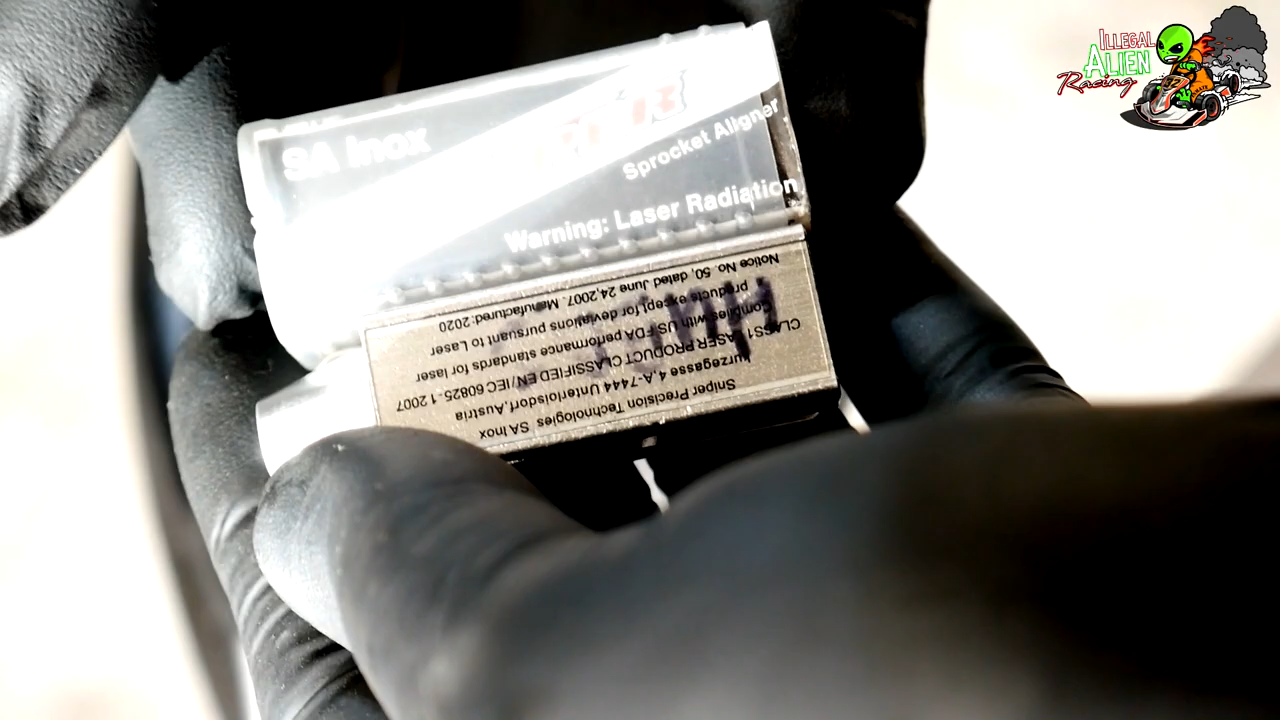 ILLEGAL
ALIEN
Racing
SA Inox
Sprocket Aligner
Warning: Laser Radiation
Sniper Precision Technologies SA Inox
kurzegasse 4,A-7444 Unterloisdorf,Austria
CLASS1 LASER PRODUCT CLASSIFIED EN / IEC 60825-1 2007
Complies with US FDA performance standards for laser
products except for deviations pursuant to Laser
Notice No. 50, dated June 24,2007. Manufactured:2020